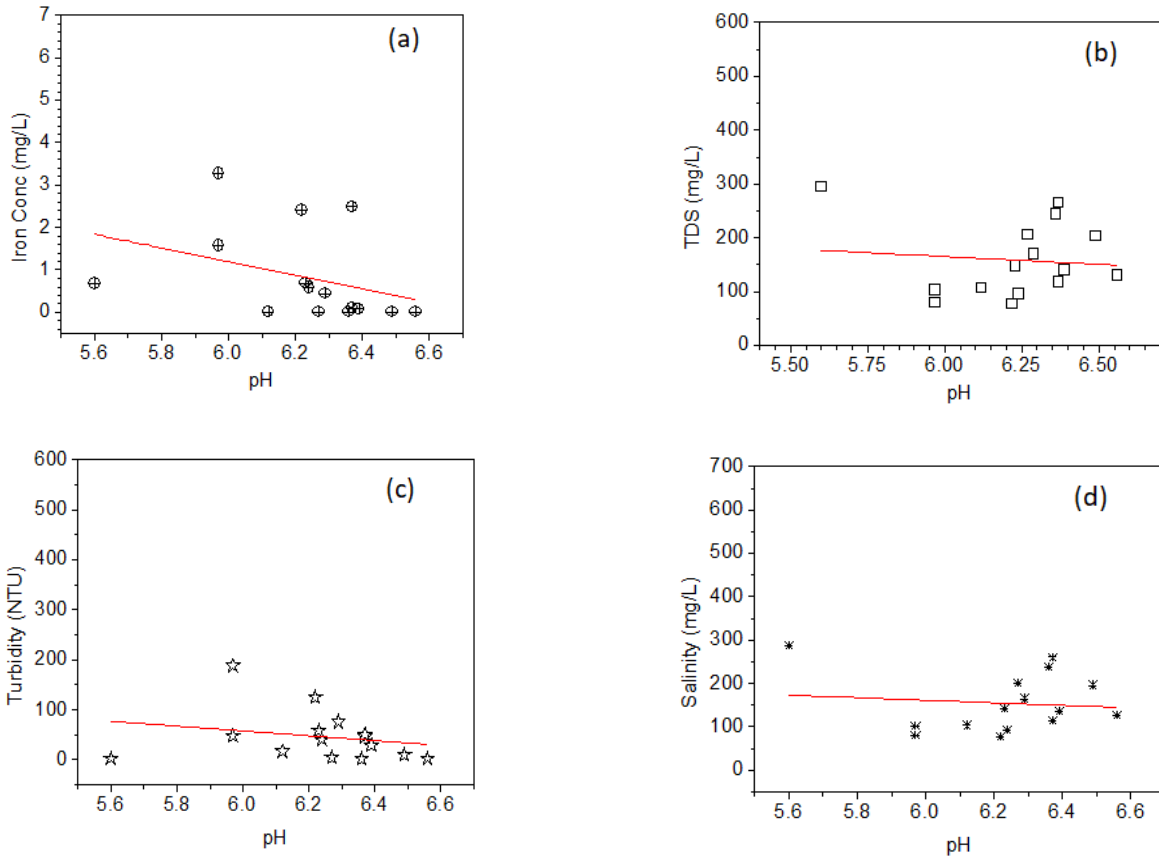 (a)
Iron Conc (mg/L)
7
6
5
4
3
2
1
0
5.6 5.8 6.0 6.2 6.4 6.6
pH
(b)
TDS (mg/L)
600
500
400
300
200
100
0
5.50 5.75 6.00 6.25 6.50
pH
(c)
Turbidity (NTU)
600
500
400
300
200
100
0
5.6 5.8 6.0 6.2 6.4 6.6
pH
(d)
Salinity (mg/L)
700
600
500
400
300
200
100
0
5.6 5.8 6.0 6.2 6.4 6.6
pH